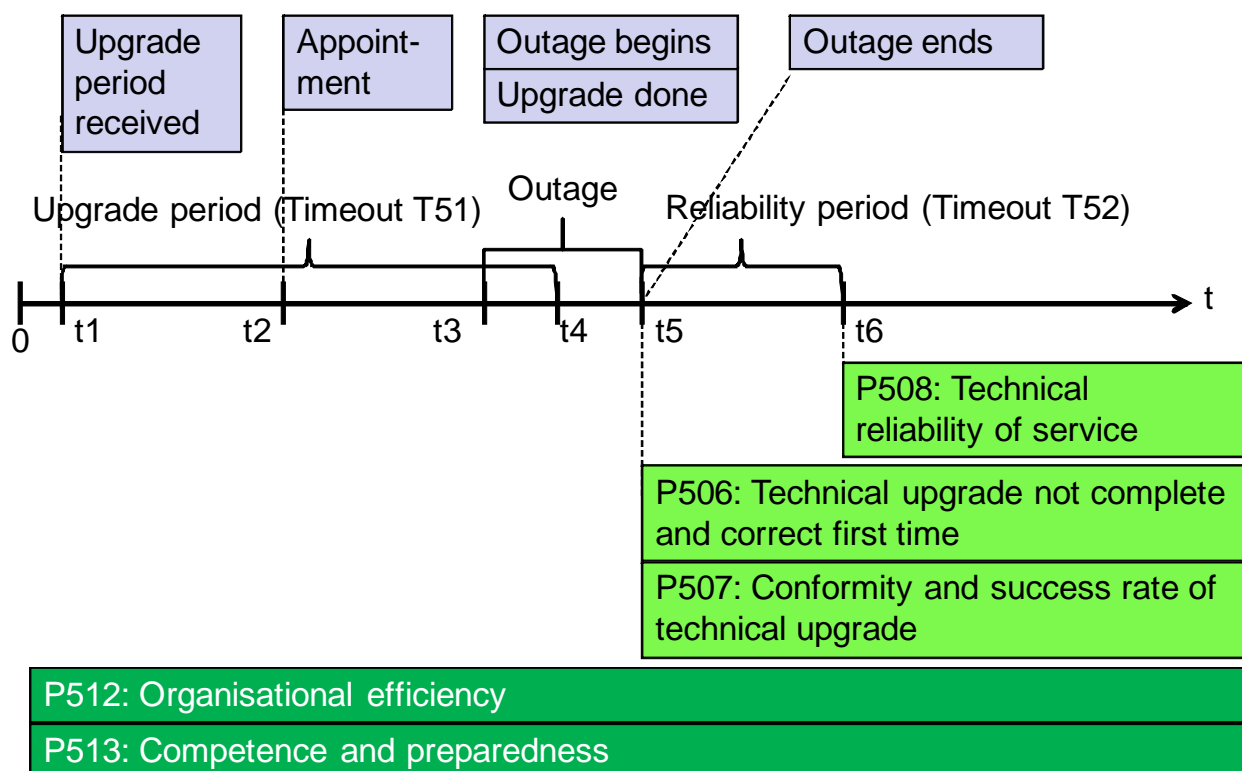 Upgrade
period
received
Appoint-
ment
Outage begins
Upgrade done
Outage ends
Outage
Upgrade period (Timeout T51)
Reliability period (Timeout T52)
t
0
t1
t2
t3
t4
t5
t6
P508: Technical
reliability of service
P506: Technical upgrade not complete
and correct first time
P507: Conformity and success rate of
technical upgrade
P512: Organisational efficiency
P513: Competence and preparedness